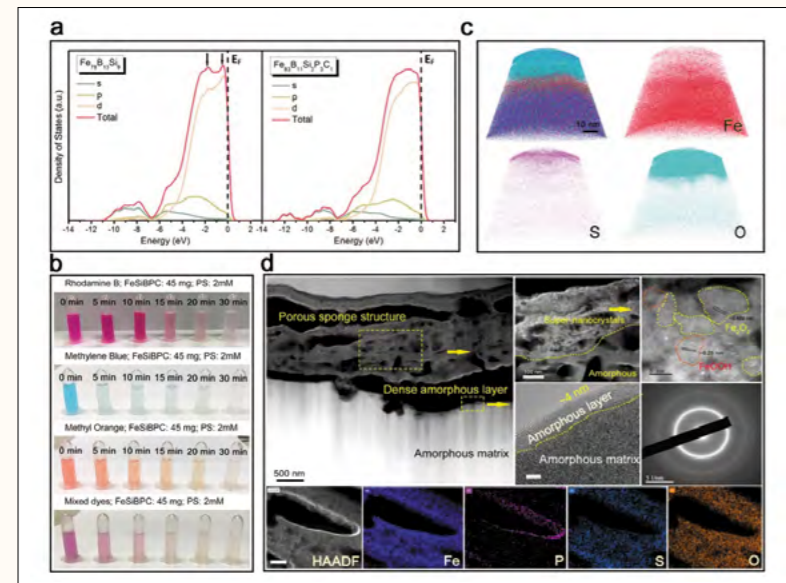 a
Fe78B13Si9
s
p
d
Total
EF
Density of States (a.u.)
-14 -12 -10 -8 -6 -4 -2 0 2 4
Energy (eV)
Fe82B11Si2P3C1
s
p
d
Total
EF
-14 -12 -10 -8 -6 -4 -2 0 2 4
Energy (eV)
c
10 nm
Fe
S
O
b
Rhodamine B; FeSiBPC: 45 mg; PS: 2mM
0 min 5 min 10 min 15 min 20 min 30 min
Methylene Blue; FeSiBPC: 45 mg; PS: 2mM
0 min 5 min 10 min 15 min 20 min 30 min
Methyl Orange; FeSiBPC: 45 mg; PS: 2mM
0 min 5 min 10 min 15 min 20 min 30 min
Mixed dyes; FeSiBPC: 45 mg; PS: 2mM
d
Porous sponge structure
Dense amorphous layer
Amorphous matrix
500 nm
nanocrystals
Amorphous
FeOOH
~4 nm
Amorphous layer
Amorphous matrix
HAADF
Fe
P
S
O